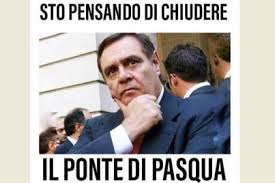 STO PENSANDO DI CHIUDERE
IL PONTE DI PASQUA